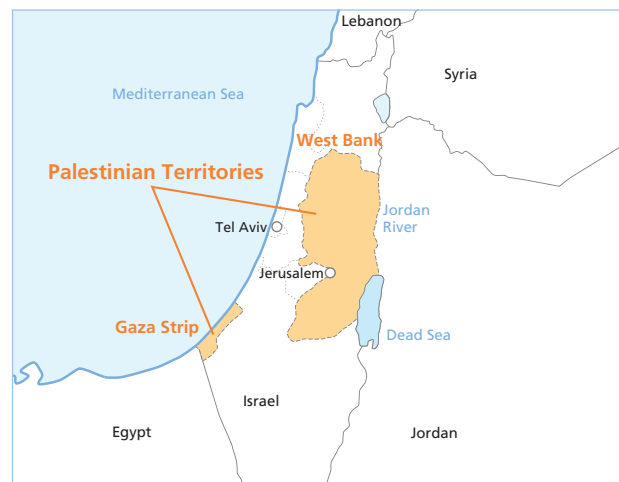 Lebanon
Syria
Mediterranean Sea
West Bank
Palestinian Territories
Jordan
River
Tel Aviv
Jerusalem
Gaza Strip
Dead Sea
Israel
Egypt
Jordan